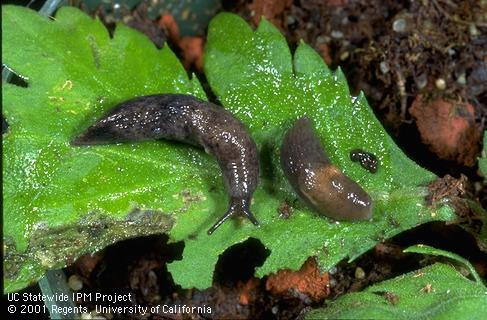 UC Statewide IPM Project
© 2001 Regents, University of California